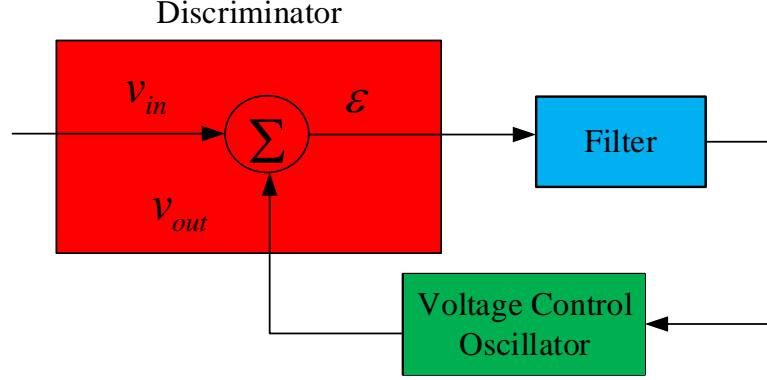 Discriminator
v_in
ε
Σ
Filter
v_out
Voltage Control
Oscillator